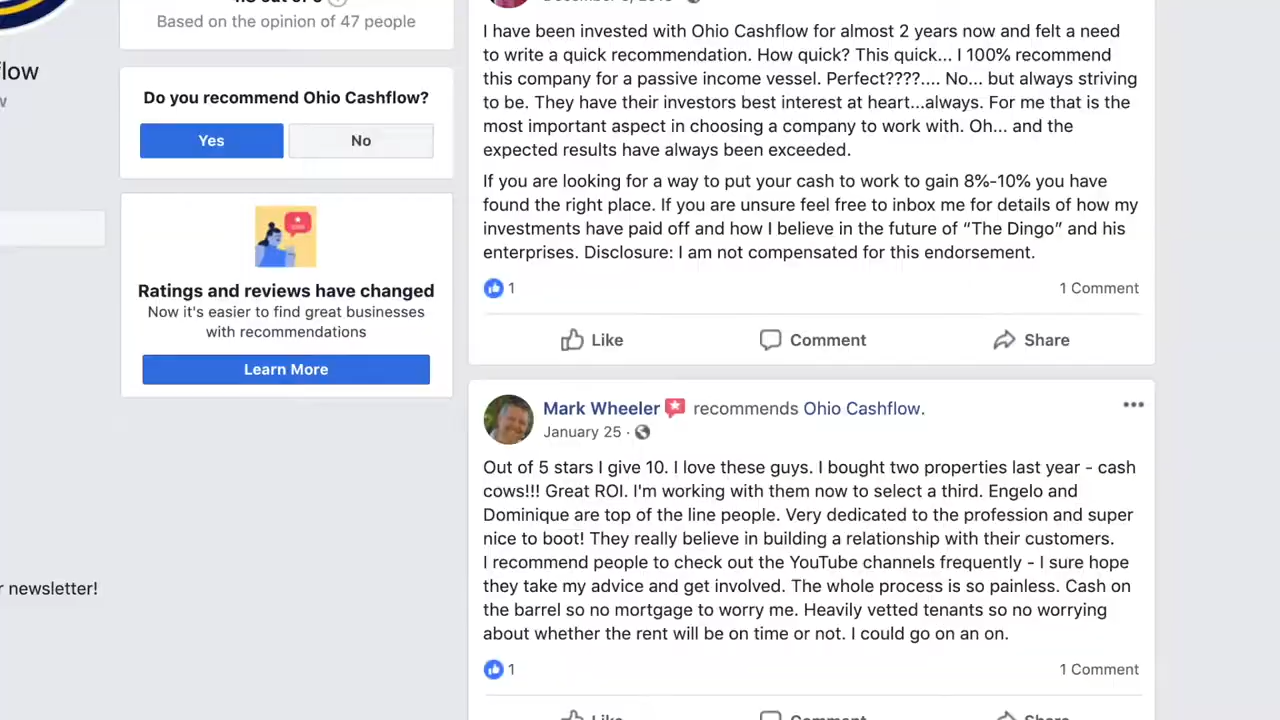 Based on the opinion of 47 people
low
Do you recommend Ohio Cashflow?
Yes
No
Ratings and reviews have changed
Now it's easier to find great businesses
with recommendations
Learn More
r newsletter!
I have been invested with Ohio Cashflow for almost 2 years now and felt a need
to write a quick recommendation. How quick? This quick... I 100% recommend
this company for a passive income vessel. Perfect????.... No... but always striving
to be. They have their investors best interest at heart...always. For me that is the
most important aspect in choosing a company to work with. Oh... and the
expected results have always been exceeded.
If you are looking for a way to put your cash to work to gain 8%-10% you have
found the right place. If you are unsure feel free to inbox me for details of how my
investments have paid off and how I believe in the future of “The Dingo” and his
enterprises. Disclosure: I am not compensated for this endorsement.
1
1 Comment
Like
Comment
Share
Mark Wheeler recommends Ohio Cashflow.
January 25 ·
Out of 5 stars I give 10. I love these guys. I bought two properties last year - cash
cows!!! Great ROI. I'm working with them now to select a third. Engelo and
Dominique are top of the line people. Very dedicated to the profession and super
nice to boot! They really believe in building a relationship with their customers.
I recommend people to check out the YouTube channels frequently - I sure hope
they take my advice and get involved. The whole process is so painless. Cash on
the barrel so no mortgage to worry me. Heavily vetted tenants so no worrying
about whether the rent will be on time or not. I could go on an on.
1
1 Comment
Like
Comment
Share